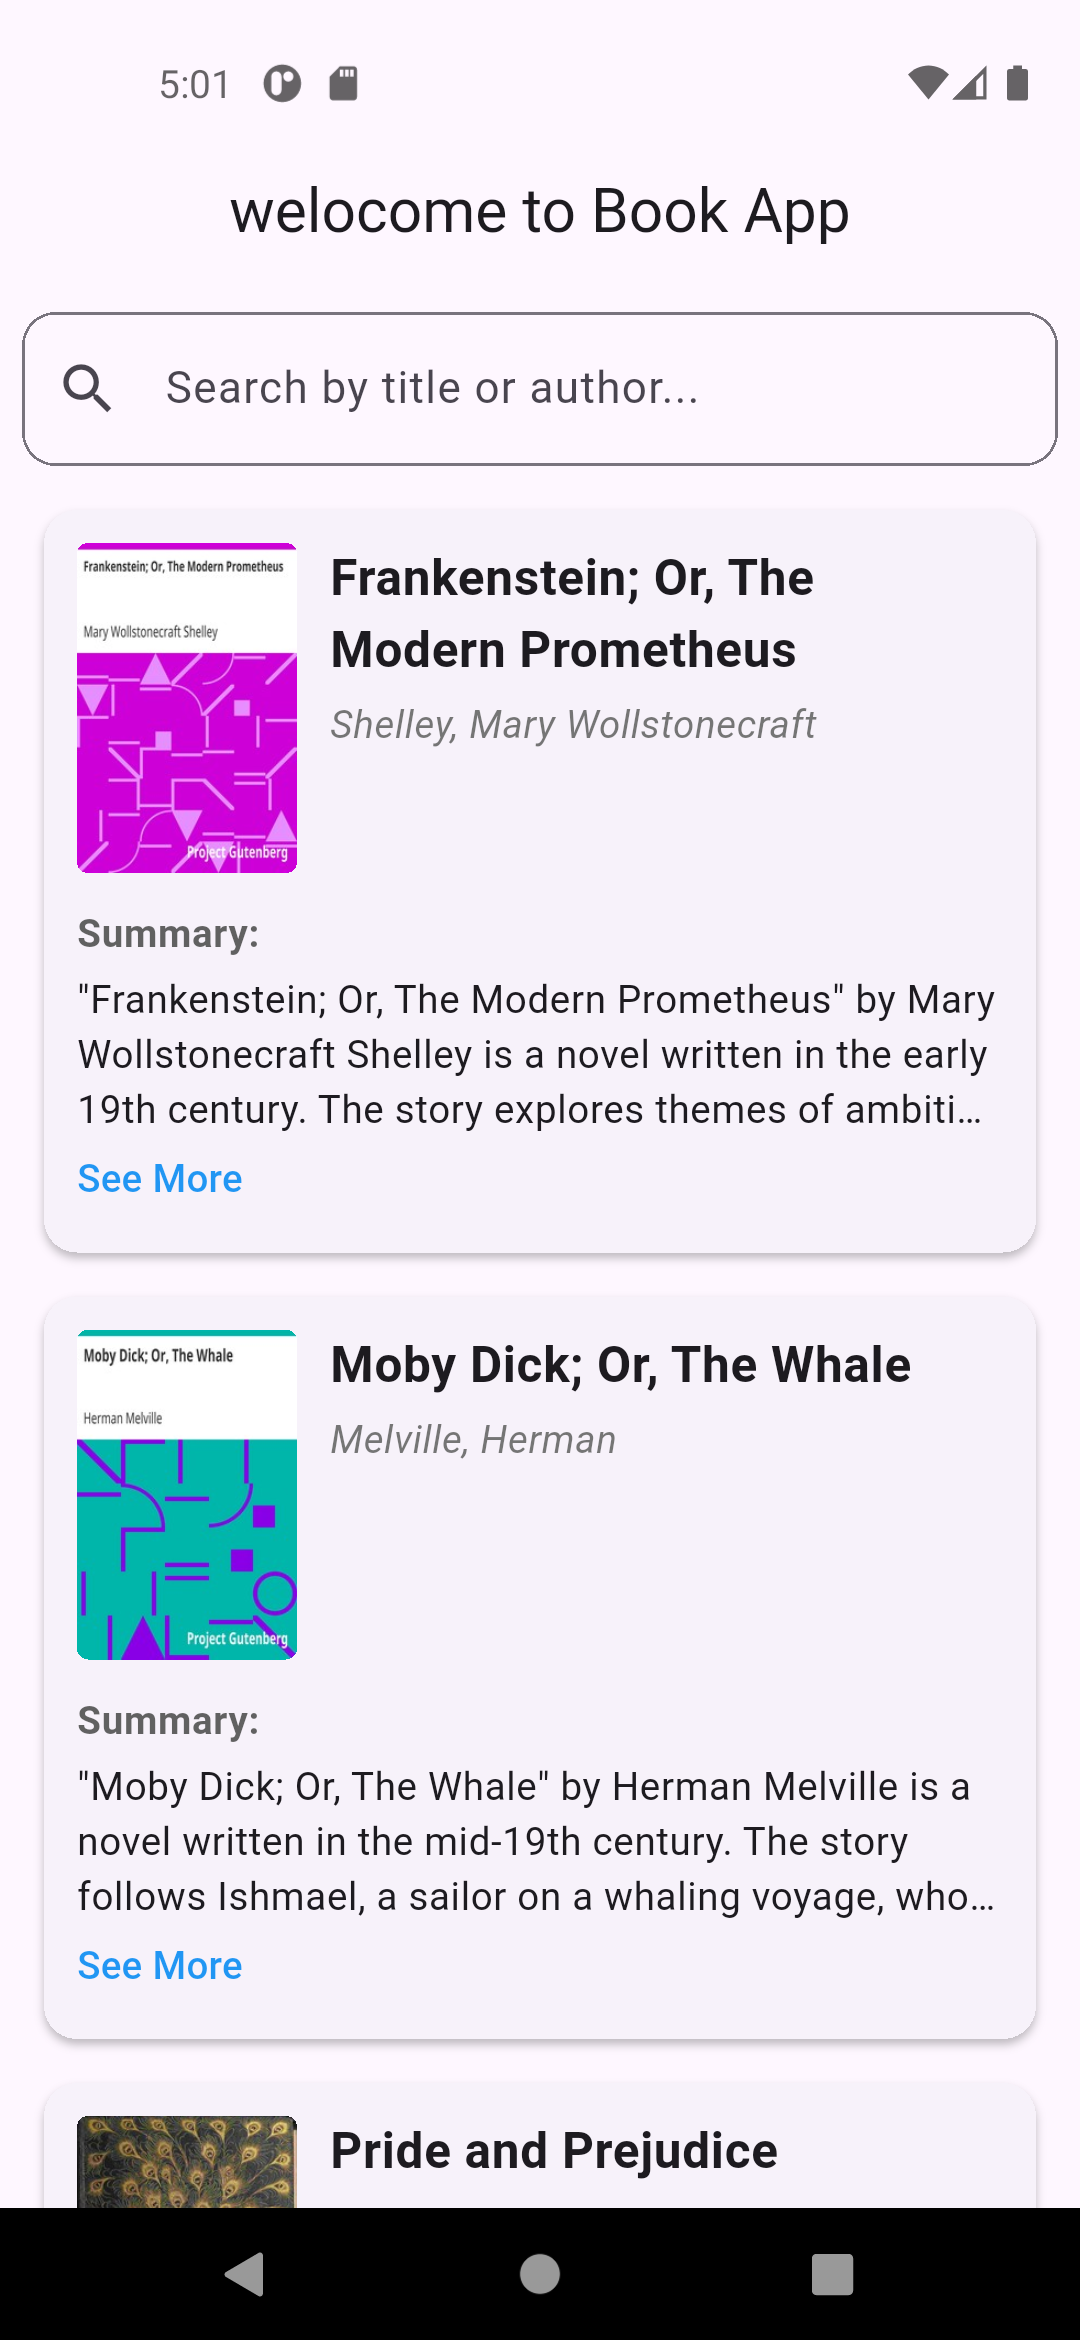 5:01
welocome to Book App
Search by title or author...
Frankenstein; Or, The Modern Prometheus
Mary Wollstonecraft Shelley
Project Gutenberg
Frankenstein; Or, The
Modern Prometheus
Shelley, Mary Wollstonecraft
Summary:
"Frankenstein; Or, The Modern Prometheus" by Mary
Wollstonecraft Shelley is a novel written in the early
19th century. The story explores themes of ambiti…
See More
Moby Dick; Or, The Whale
Herman Melville
Project Gutenberg
Moby Dick; Or, The Whale
Melville, Herman
Summary:
"Moby Dick; Or, The Whale" by Herman Melville is a
novel written in the mid-19th century. The story
follows Ishmael, a sailor on a whaling voyage, who…
See More
Pride and Prejudice